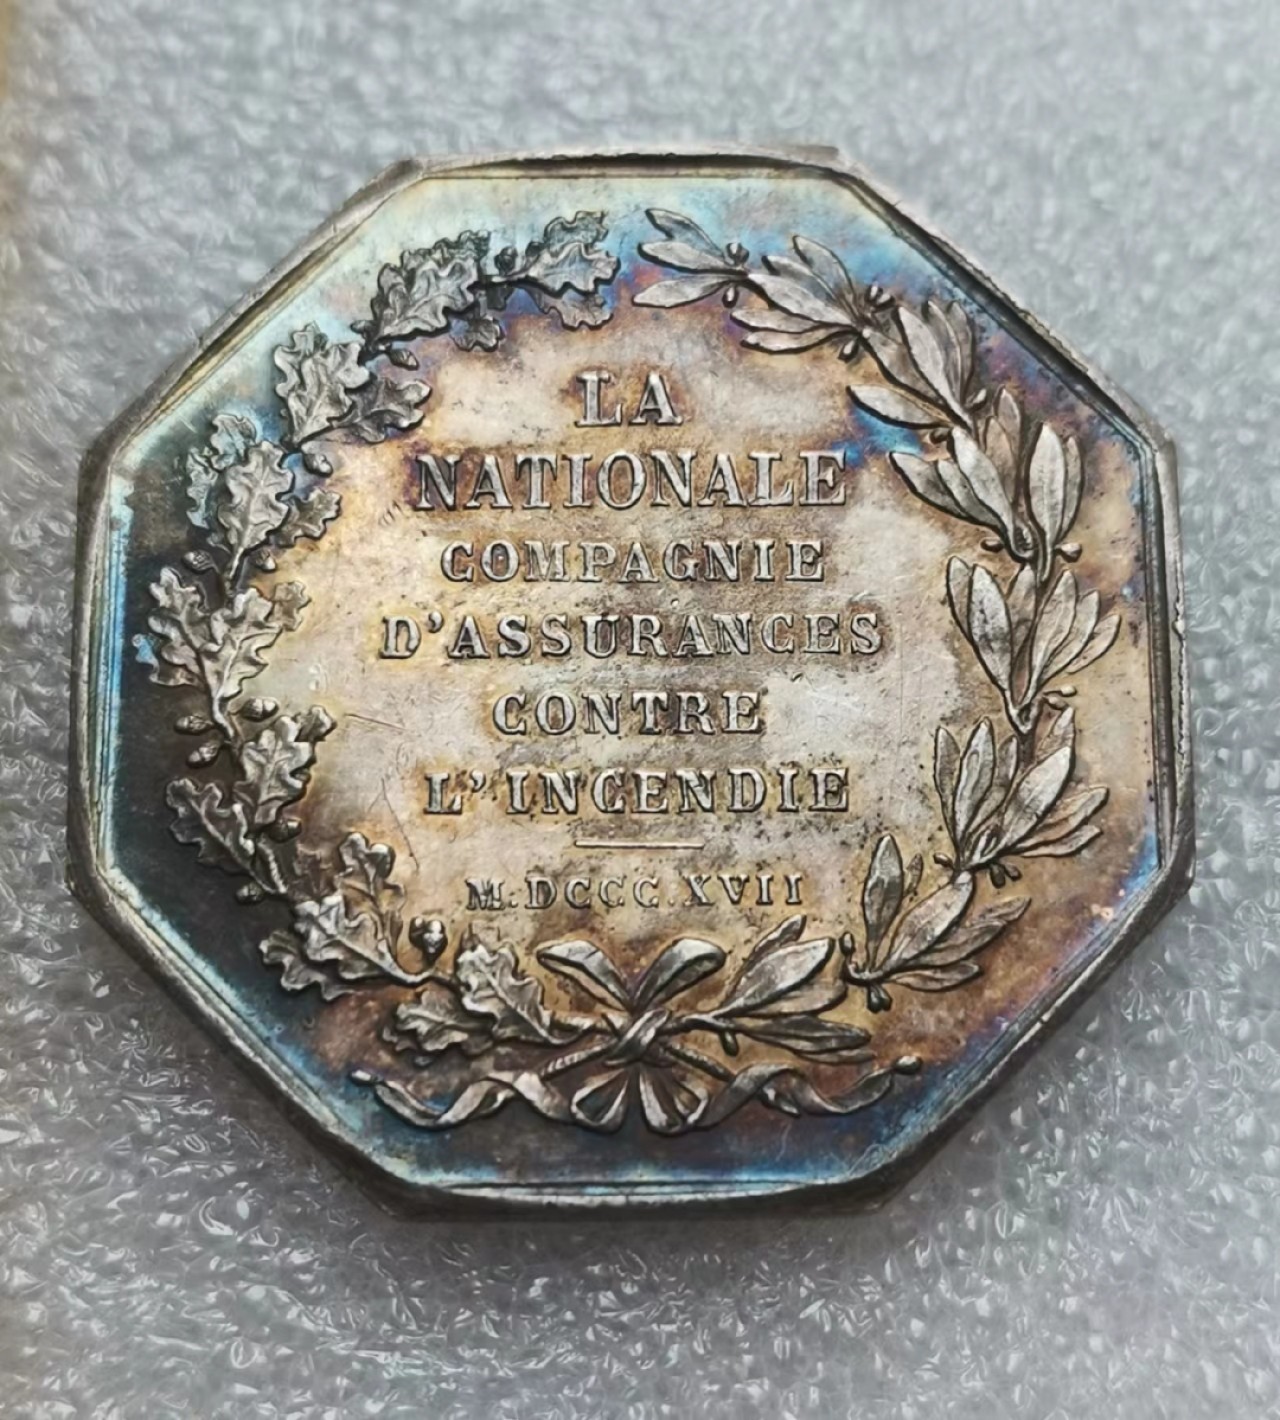 LA
NATIONALE
COMPAGNIE
D'ASSURANCES
CONTRE
L'INCENDIE
M.DCCC.XVII